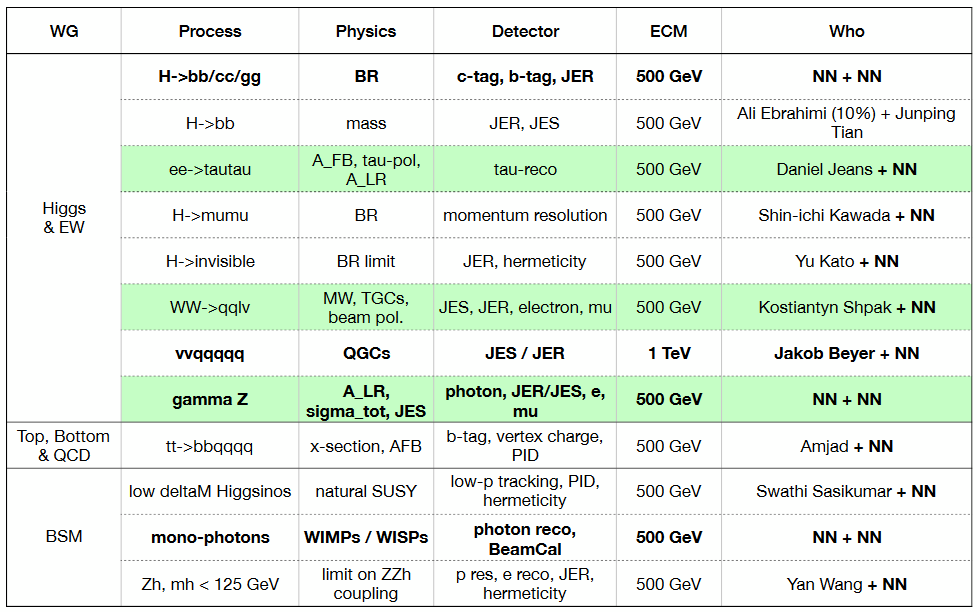 WG Process Physics Detector ECM Who
Higgs
& EW
H->bb/cc/gg BR c-tag, b-tag, JER 500 GeV NN + NN
H->bb mass JER, JES 500 GeV Ali Ebrahimi (10%) + Junping
Tian
ee->tautau A_FB, tau-pol,
A_LR tau-reco 500 GeV Daniel Jeans + NN
H->mumu BR momentum resolution 500 GeV Shin-ichi Kawada + NN
H->invisible BR limit JER, hermeticity 500 GeV Yu Kato + NN
WW->qqlv MW, TGCs,
beam pol. JES, JER, electron, mu 500 GeV Kostiantyn Shpak + NN
vvqqqqq QGCs JES / JER 1 TeV Jakob Beyer + NN
gamma Z A_LR,
sigma_tot, JES photon, JER/JES, e,
mu 500 GeV NN + NN
Top, Bottom
& QCD tt->bbqqqq x-section, AFB b-tag, vertex charge,
PID 500 GeV Amjad + NN
BSM
low deltaM Higgsinos natural SUSY low-p tracking, PID,
hermeticity 500 GeV Swathi Sasikumar + NN
mono-photons WIMPs / WISPs photon reco,
BeamCal 500 GeV NN + NN
Zh, mh < 125 GeV limit on ZZh
coupling p res, e reco, JER,
hermeticity 500 GeV Yan Wang + NN